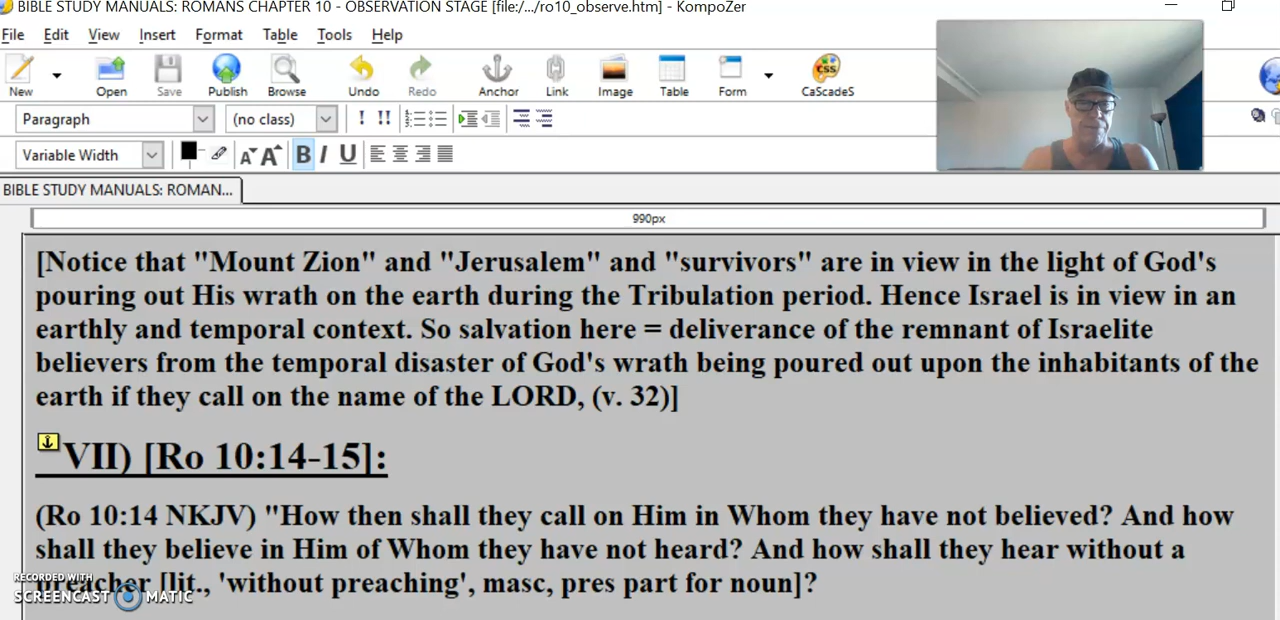 BIBLE STUDY MANUALS: ROMANS CHAPTER 10 - OBSERVATION STAGE [file:/.../ro10_observe.htm] - KompoZer
File Edit View Insert Format Table Tools Help
New Open Save Publish Browse Undo Redo Anchor Link Image Table Form CaScadeS
Paragraph (no class) ! !!
Variable Width A A B I U
BIBLE STUDY MANUALS: ROMAN...
990px
[Notice that "Mount Zion" and "Jerusalem" and "survivors" are in view in the light of God's
pouring out His wrath on the earth during the Tribulation period. Hence Israel is in view in an
earthly and temporal context. So salvation here = deliverance of the remnant of Israelite
believers from the temporal disaster of God's wrath being poured out upon the inhabitants of the
earth if they call on the name of the LORD, (v. 32)]
VII) [Ro 10:14-15]:
(Ro 10:14 NKJV) "How then shall they call on Him in Whom they have not believed? And how
shall they believe in Him of Whom they have not heard? And how shall they hear without a
preacher [lit., 'without preaching', masc, pres part for noun]?
RECORDED WITH
SCREENCAST MATIC